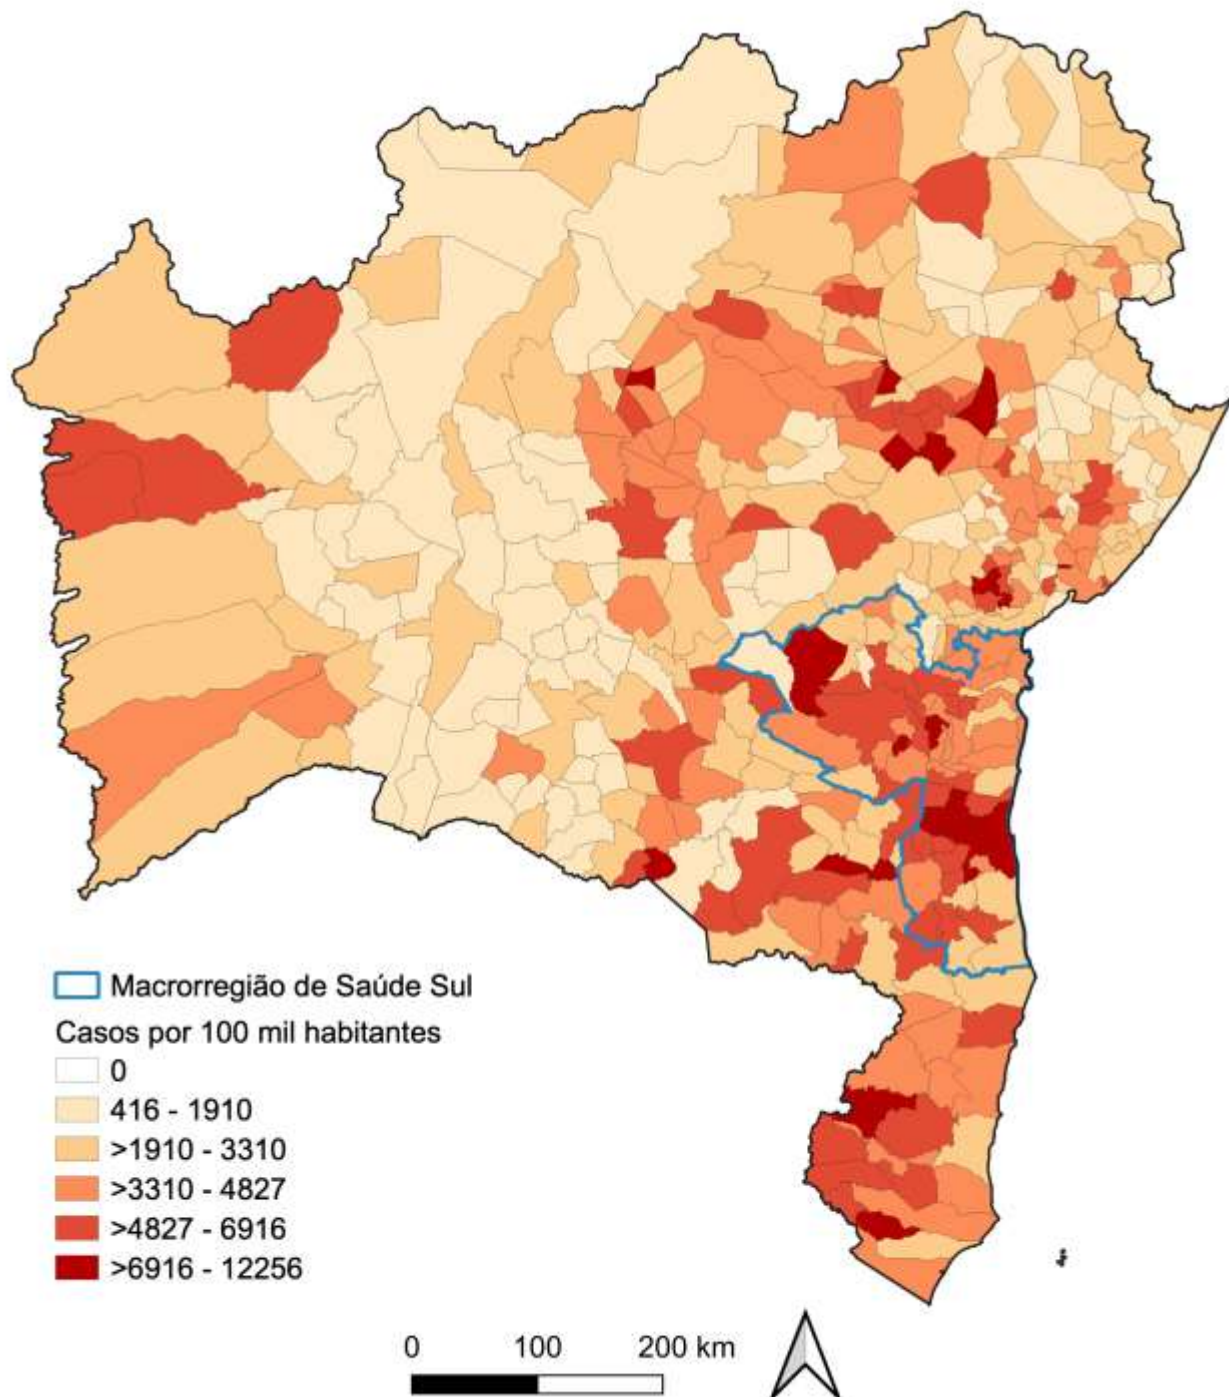 Macrorregião de Saúde Sul
Casos por 100 mil habitantes
0
416 - 1910
>1910 - 3310
>3310 - 4827
>4827 - 6916
>6916 - 12256
0 100 200 km